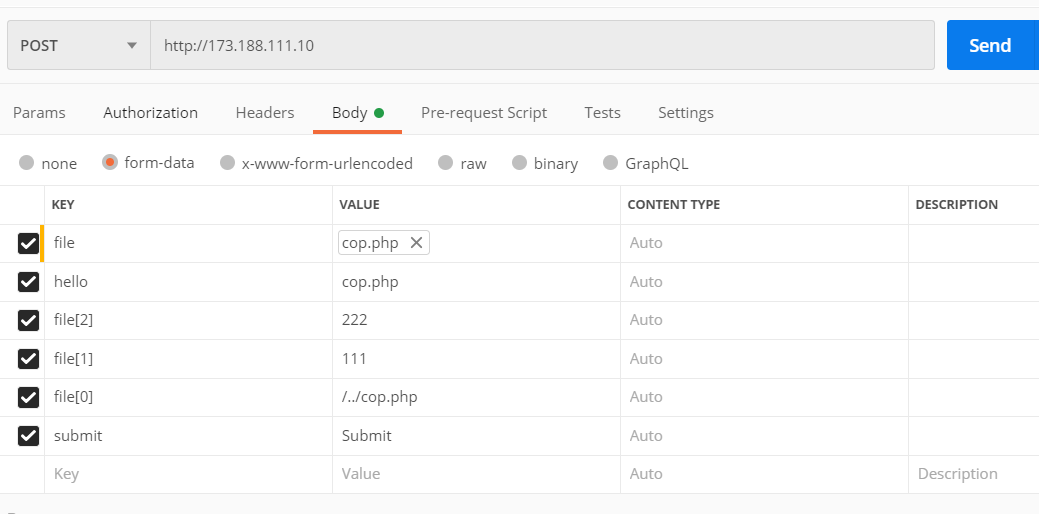 POST http://173.188.111.10 Send
Params Authorization Headers Body Pre-request Script Tests Settings
none form-data x-www-form-urlencoded raw binary GraphQL
KEY VALUE CONTENT TYPE DESCRIPTION
file cop.php Auto
hello cop.php Auto
file[2] 222 Auto
file[1] 111 Auto
file[0] /../cop.php Auto
submit Submit Auto
Key Value Auto Description